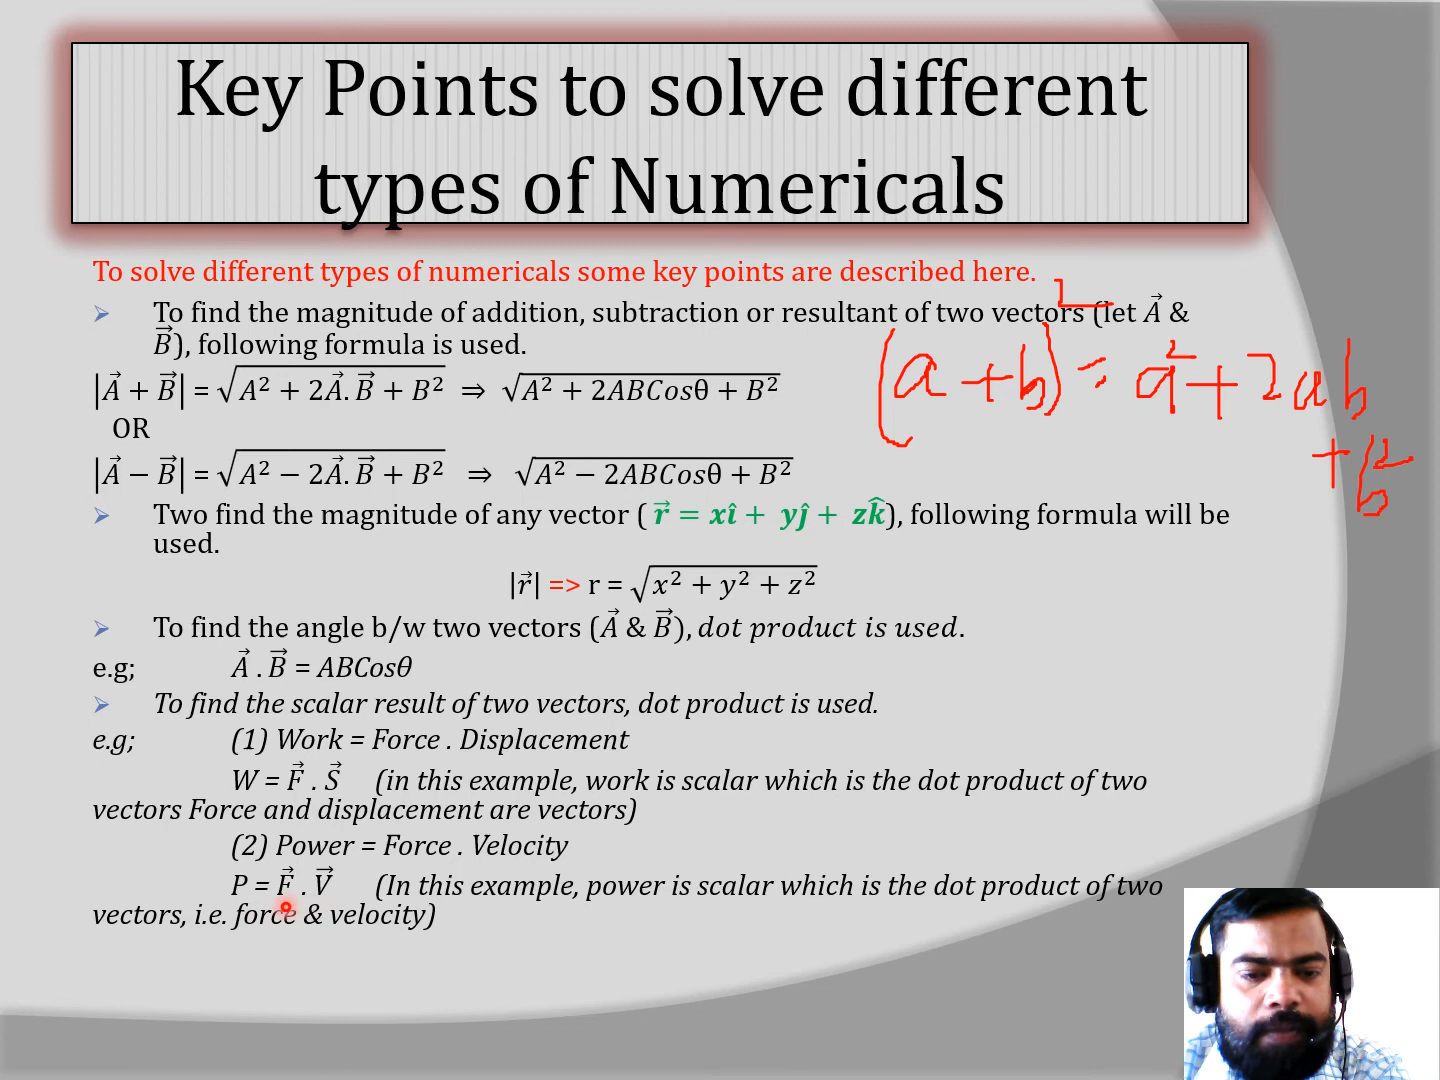 Key Points to solve different
types of Numericals
To solve different types of numericals some key points are described here.
➢ To find the magnitude of addition, subtraction or resultant of two vectors (let A⃗ &
B⃗), following formula is used.
|A⃗ + B⃗| = √(A² + 2A⃗. B⃗ + B²) ⇒ √(A² + 2ABCosθ + B²)
OR
|A⃗ − B⃗| = √(A² − 2A⃗. B⃗ + B²) ⇒ √(A² − 2ABCosθ + B²)
(a + b)² = a² + 2ab
+ b²
➢ Two find the magnitude of any vector ( r⃗ = xî + yĵ + zk̂), following formula will be
used.
|r⃗| => r = √(x² + y² + z²)
➢ To find the angle b/w two vectors (A⃗ & B⃗), dot product is used.
e.g; A⃗ . B⃗ = ABCosθ
➢ To find the scalar result of two vectors, dot product is used.
e.g; (1) Work = Force . Displacement
W = F⃗ . S⃗ (in this example, work is scalar which is the dot product of two
vectors Force and displacement are vectors)
(2) Power = Force . Velocity
P = F⃗ . V⃗ (In this example, power is scalar which is the dot product of two
vectors, i.e. force & velocity)